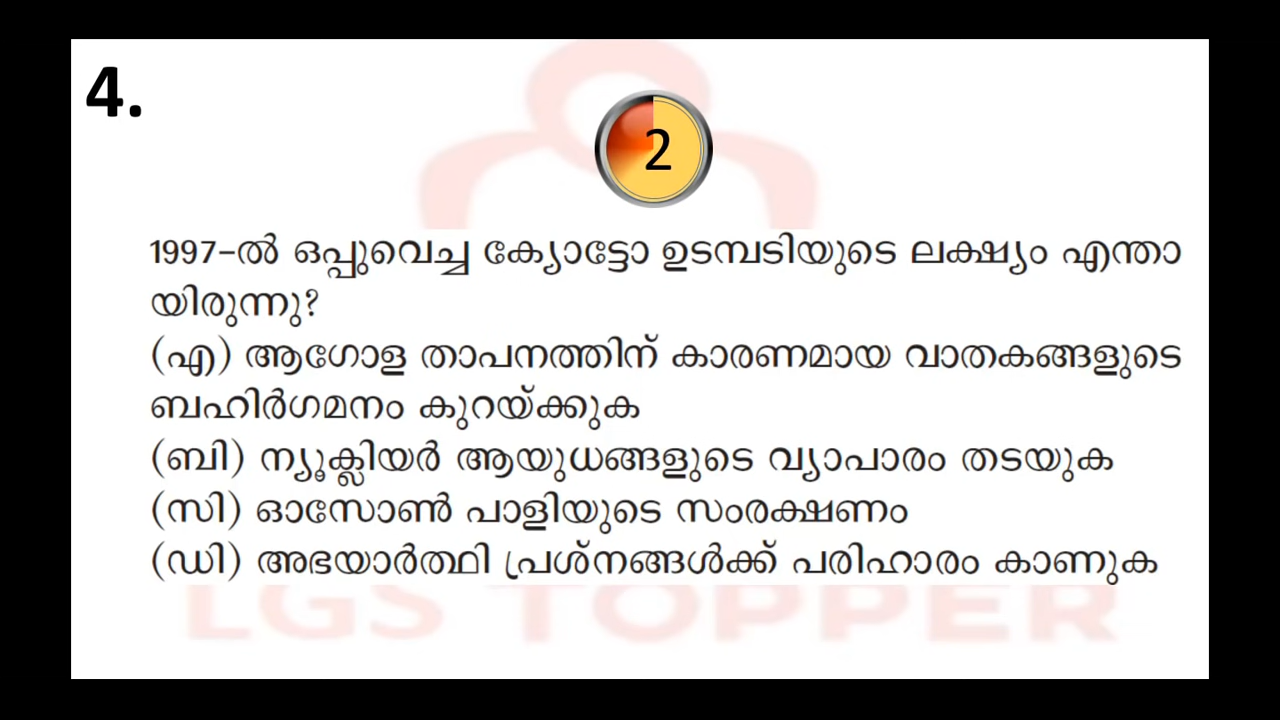 4.
2
1997-ൽ ഒപ്പുവെച്ച ക്യോട്ടോ ഉടമ്പടിയുടെ ലക്ഷ്യം എന്താ
യിരുന്നു?
(എ) ആഗോള താപനത്തിന് കാരണമായ വാതകങ്ങളുടെ
ബഹിർഗമനം കുറയ്ക്കുക
(ബി) ന്യൂക്ലിയർ ആയുധങ്ങളുടെ വ്യാപാരം തടയുക
(സി) ഓസോൺ പാളിയുടെ സംരക്ഷണം
(ഡി) അഭയാർത്ഥി പ്രശ്നങ്ങൾക്ക് പരിഹാരം കാണുക
LGS TOPPER